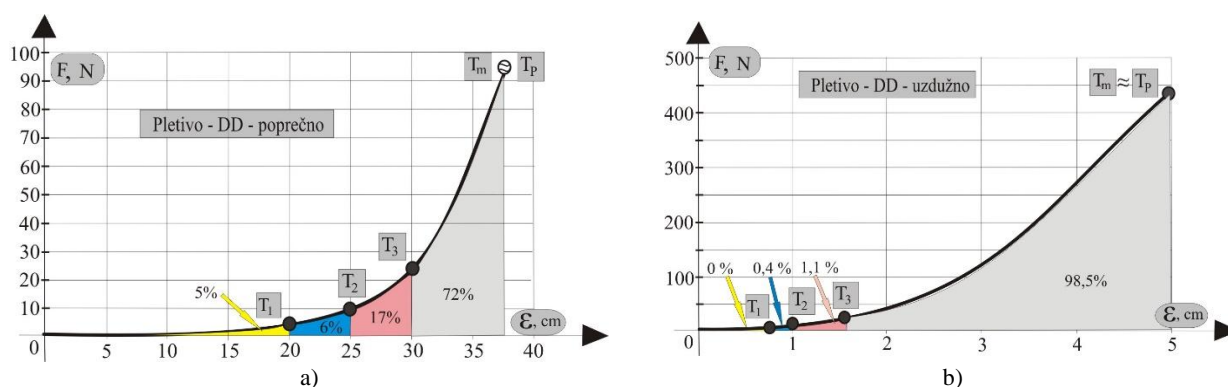 F, N
100
90
80
70
60
50
40
30
20
10
0
5
10
15
20
25
30
35
40
Pletivo - DD - poprečno
Tm Tp
T1
T2
T3
5%
6%
17%
72%
Ɛ, cm
a)
F, N
500
400
300
200
100
0
1
2
3
4
5
Pletivo - DD - uzdužno
Tm ≈ Tp
0 %
0,4 %
1,1 %
T1
T2
T3
98,5%
Ɛ, cm
b)